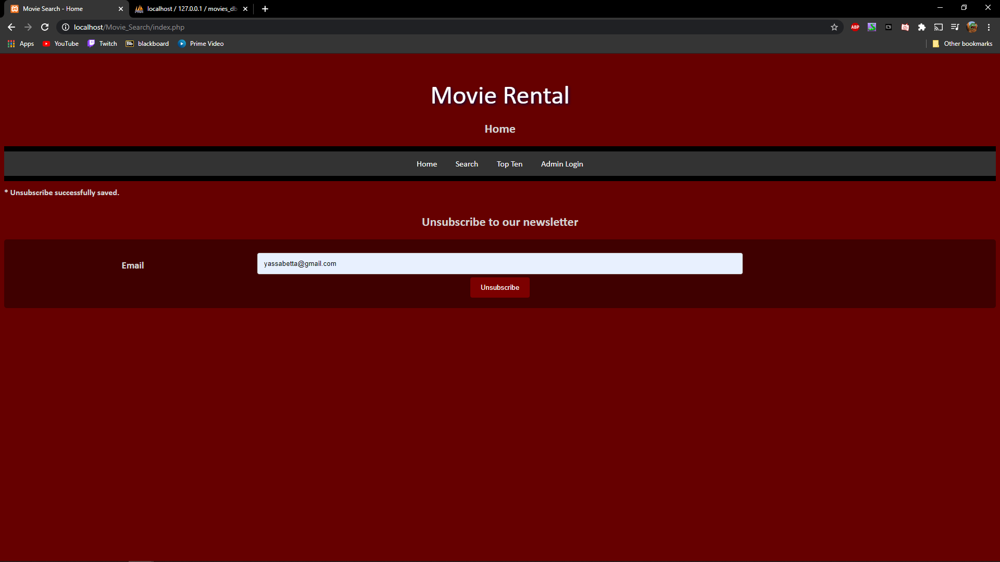 Movie Search - Home
localhost / 127.0.0.1 / movies_db
localhost/Movie_Search/index.php
ABP
Apps
YouTube
Twitch
Bb
blackboard
Prime Video
Other bookmarks
Movie Rental
Home
Home Search Top Ten Admin Login
* Unsubscribe successfully saved.
Unsubscribe to our newsletter
Email
yassabetta@gmail.com
Unsubscribe